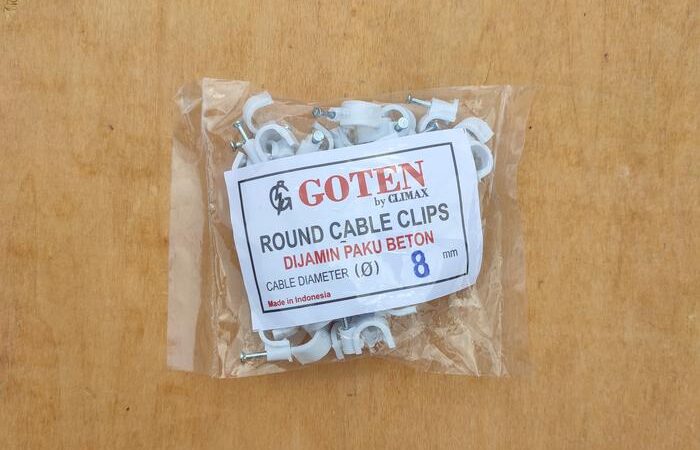 GOTEN
by CLIMAX
ROUND CABLE CLIPS
DIJAMIN PAKU BETON
CABLE DIAMETER (Ø) 8 mm
Made in Indonesia